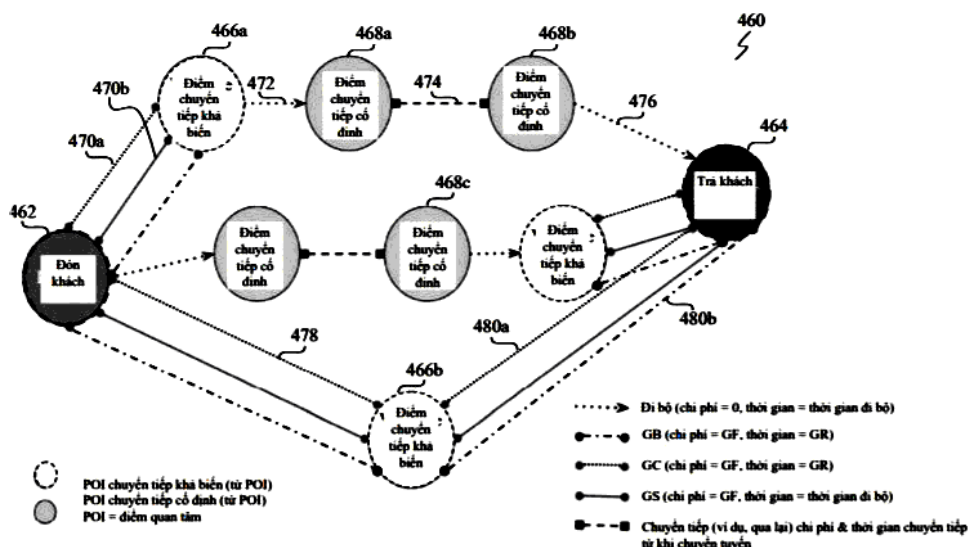 460
466a
468a
468b
Điểm
chuyển
tiếp khả
biến
472
Điểm
chuyển
tiếp cố
định
474
Điểm
chuyển
tiếp cố
định
476
470b
470a
464
Trả khách
462
Đón
khách
468c
Điểm
chuyển
tiếp cố
định
Điểm
chuyển
tiếp cố
định
Điểm
chuyển
tiếp khả
biến
478
480a
480b
466b
Điểm
chuyển
tiếp khả
biến
POI chuyển tiếp khả biến (từ POI)
POI chuyển tiếp cố định (từ POI)
POI = điểm quan tâm
Đi bộ (chi phí = 0, thời gian = thời gian đi bộ)
GB (chi phí = GF, thời gian = GR)
GC (chi phí = GF, thời gian = GR)
GS (chi phí = GF, thời gian = thời gian đi bộ)
Chuyển tiếp (ví dụ, qua lại) chi phí & thời gian chuyển tiếp
từ khi chuyển tuyến